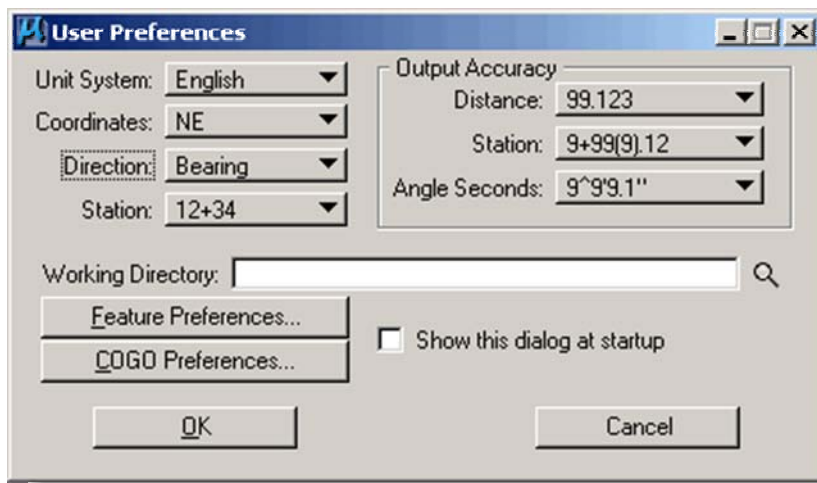 User Preferences
Unit System: English
Coordinates: NE
Direction: Bearing
Station: 12+34
Output Accuracy
Distance: 99.123
Station: 9+99(9).12
Angle Seconds: 9^9'9.1"
Working Directory:
Feature Preferences...
COGO Preferences...
Show this dialog at startup
OK
Cancel